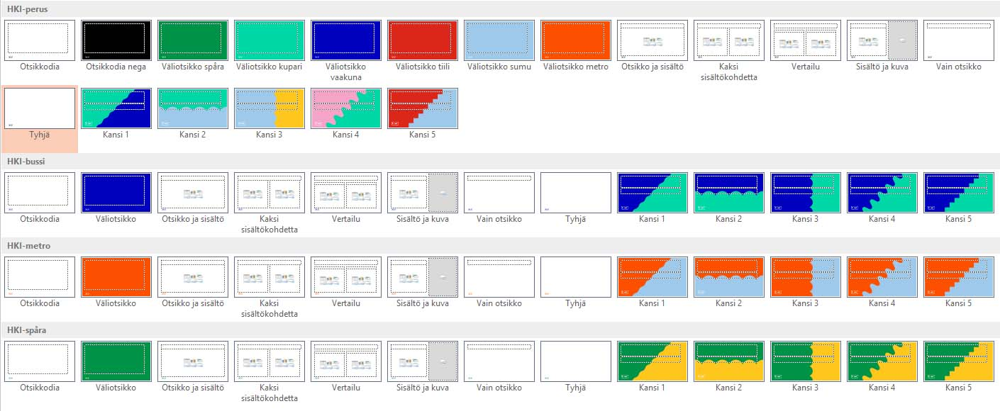 HKI-perus
Otsikkodia Otsikkodia nega Väliotsikko spåra Väliotsikko kupari Väliotsikko Väliotsikko tiili Väliotsikko sumu Väliotsikko metro Otsikko ja sisältö Kaksi Vertailu Sisältö ja kuva Vain otsikko
vaakuna sisältökohdetta
Tyhjä Kansi 1 Kansi 2 Kansi 3 Kansi 4 Kansi 5
HKI-bussi
Otsikkodia Väliotsikko Otsikko ja sisältö Kaksi Vertailu Sisältö ja kuva Vain otsikko Tyhjä Kansi 1 Kansi 2 Kansi 3 Kansi 4 Kansi 5
sisältökohdetta
HKI-metro
Otsikkodia Väliotsikko Otsikko ja sisältö Kaksi Vertailu Sisältö ja kuva Vain otsikko Tyhjä Kansi 1 Kansi 2 Kansi 3 Kansi 4 Kansi 5
sisältökohdetta
HKI-spåra
Otsikkodia Väliotsikko Otsikko ja sisältö Kaksi Vertailu Sisältö ja kuva Vain otsikko Tyhjä Kansi 1 Kansi 2 Kansi 3 Kansi 4 Kansi 5
sisältökohdetta